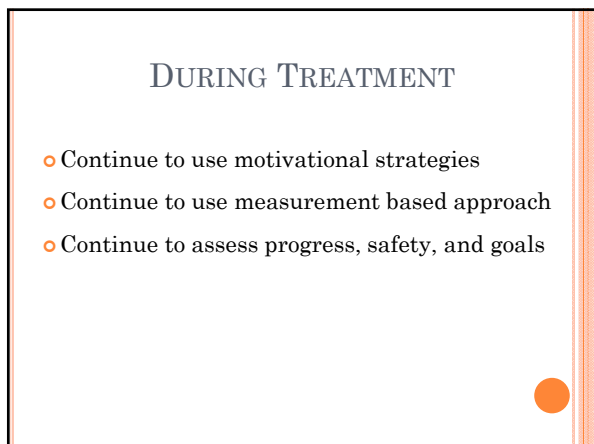 DURING TREATMENT
Continue to use motivational strategies
Continue to use measurement based approach
Continue to assess progress, safety, and goals